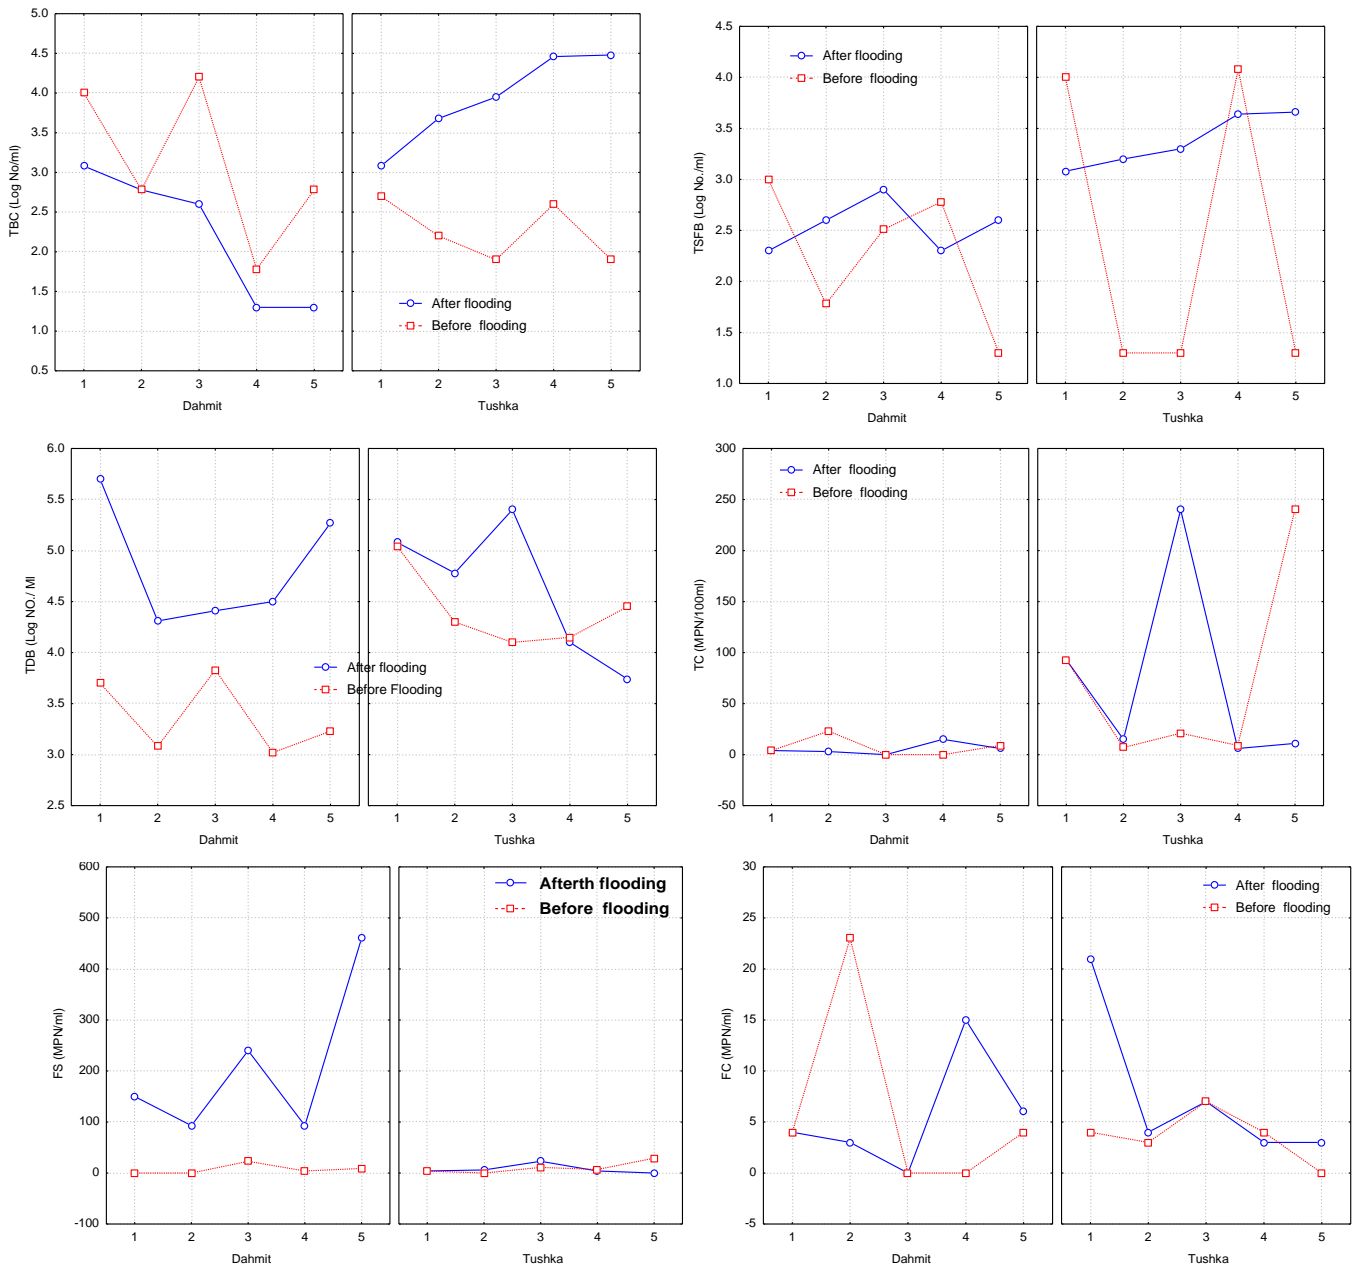 5.0
4.5
4.0
3.5
3.0
2.5
2.0
1.5
1.0
0.5
TBC (Log No/ml)
After flooding
Before flooding
1 2 3 4 5
1 2 3 4 5
Dahmit
Tushka
4.5
4.0
3.5
3.0
2.5
2.0
1.5
1.0
TSFB (Log No./ml)
After flooding
Before flooding
1 2 3 4 5
1 2 3 4 5
Dahmit
Tushka
6.0
5.5
5.0
4.5
4.0
3.5
3.0
2.5
TDB (Log NO./ Ml
After flooding
Before Flooding
1 2 3 4 5
1 2 3 4 5
Dahmit
Tushka
300
250
200
150
100
50
0
-50
TC (MPN/100ml)
After flooding
Before flooding
1 2 3 4 5
1 2 3 4 5
Dahmit
Tushka
600
500
400
300
200
100
0
-100
FS (MPN/ml)
Afterth flooding
Before flooding
1 2 3 4 5
1 2 3 4 5
Dahmit
Tushka
30
25
20
15
10
5
0
-5
FC (MPN/ml)
After flooding
Before flooding
1 2 3 4 5
1 2 3 4 5
Dahmit
Tushka